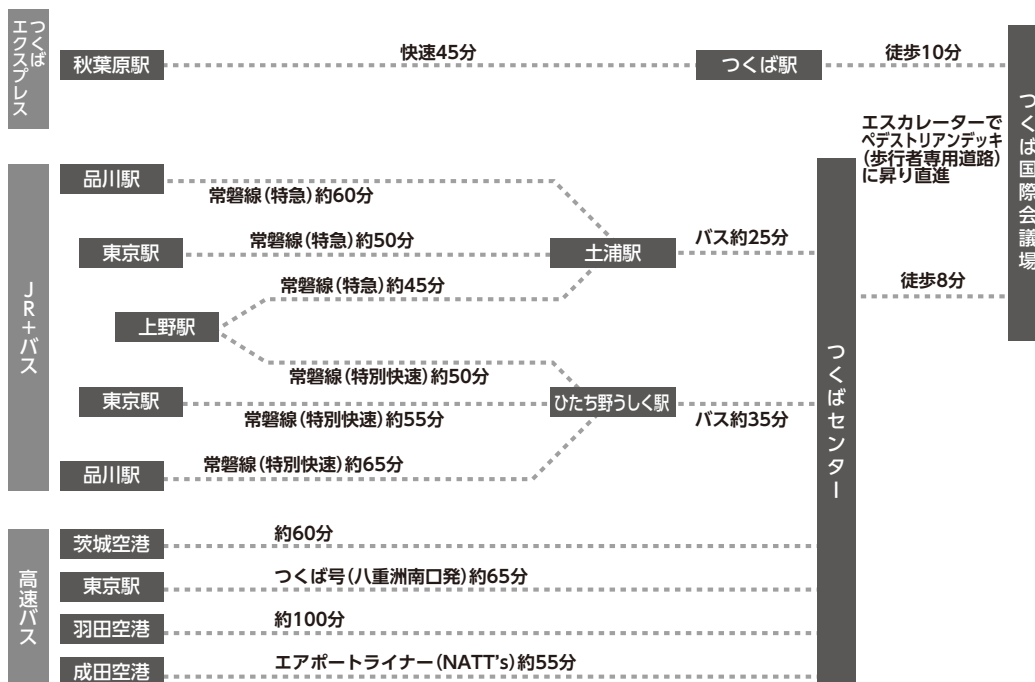 つくば
エクスプレス
秋葉原駅
快速45分
つくば駅
徒歩10分
エスカレーターで
ペデストリアンデッキ
(歩行者専用道路)
に昇り直進
つくば国際会議場
JR+バス
品川駅
常磐線(特急)約60分
東京駅
常磐線(特急)約50分
土浦駅
バス約25分
常磐線(特急)約45分
上野駅
徒歩8分
常磐線(特別快速)約50分
東京駅
常磐線(特別快速)約55分
ひたち野うしく駅
バス約35分
常磐線(特別快速)約65分
品川駅
つくばセンター
高速バス
茨城空港
約60分
東京駅
つくば号(八重洲南口発)約65分
羽田空港
約100分
成田空港
エアポートライナー(NATT's)約55分